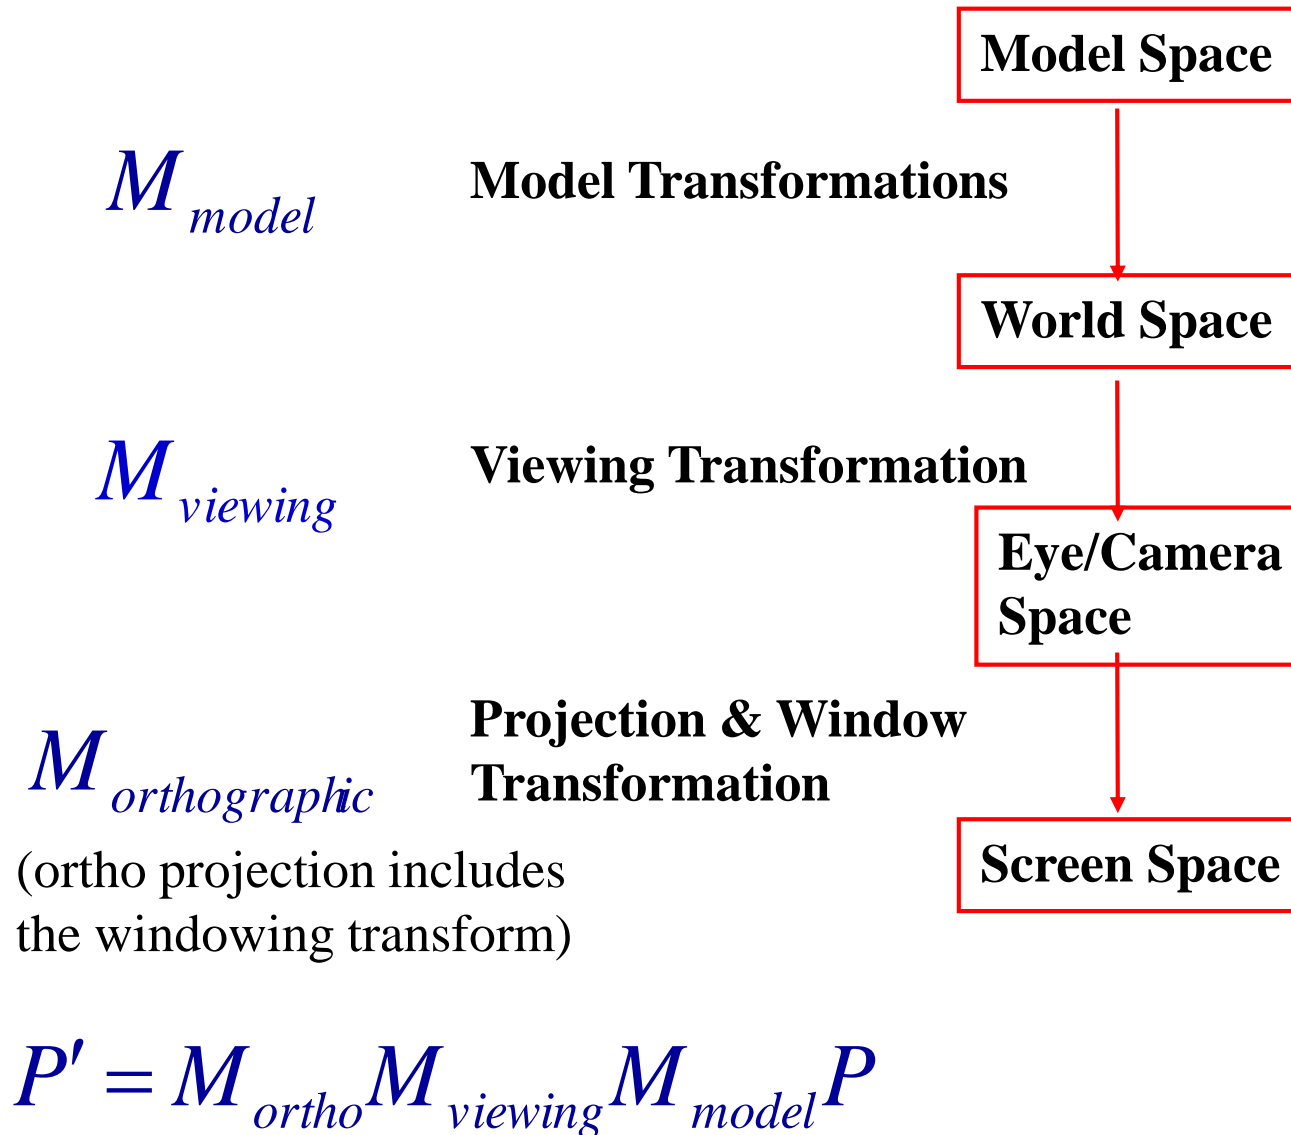 Model Space
M model
Model Transformations
World Space
M viewing
Viewing Transformation
Eye/Camera
Space
M orthographic
Projection & Window
Transformation
(ortho projection includes
the windowing transform)
Screen Space
P′ = M ortho M viewing M model P